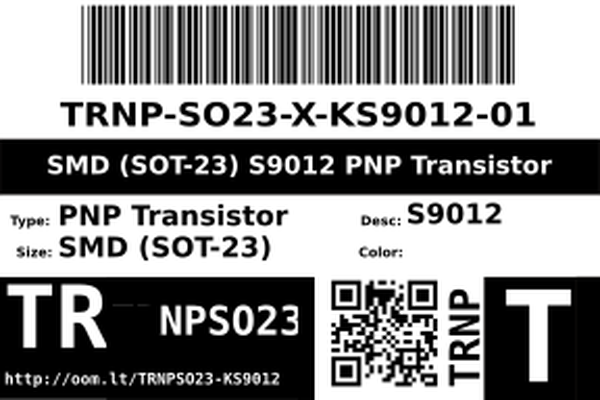 TRNP-SO23-X-KS9012-01
SMD (SOT-23) S9012 PNP Transistor
Type: PNP Transistor
Desc: S9012
Size: SMD (SOT-23)
Color:
TR NPSO23
TRNP
T
http://oom.lt/TRNPSO23-KS9012